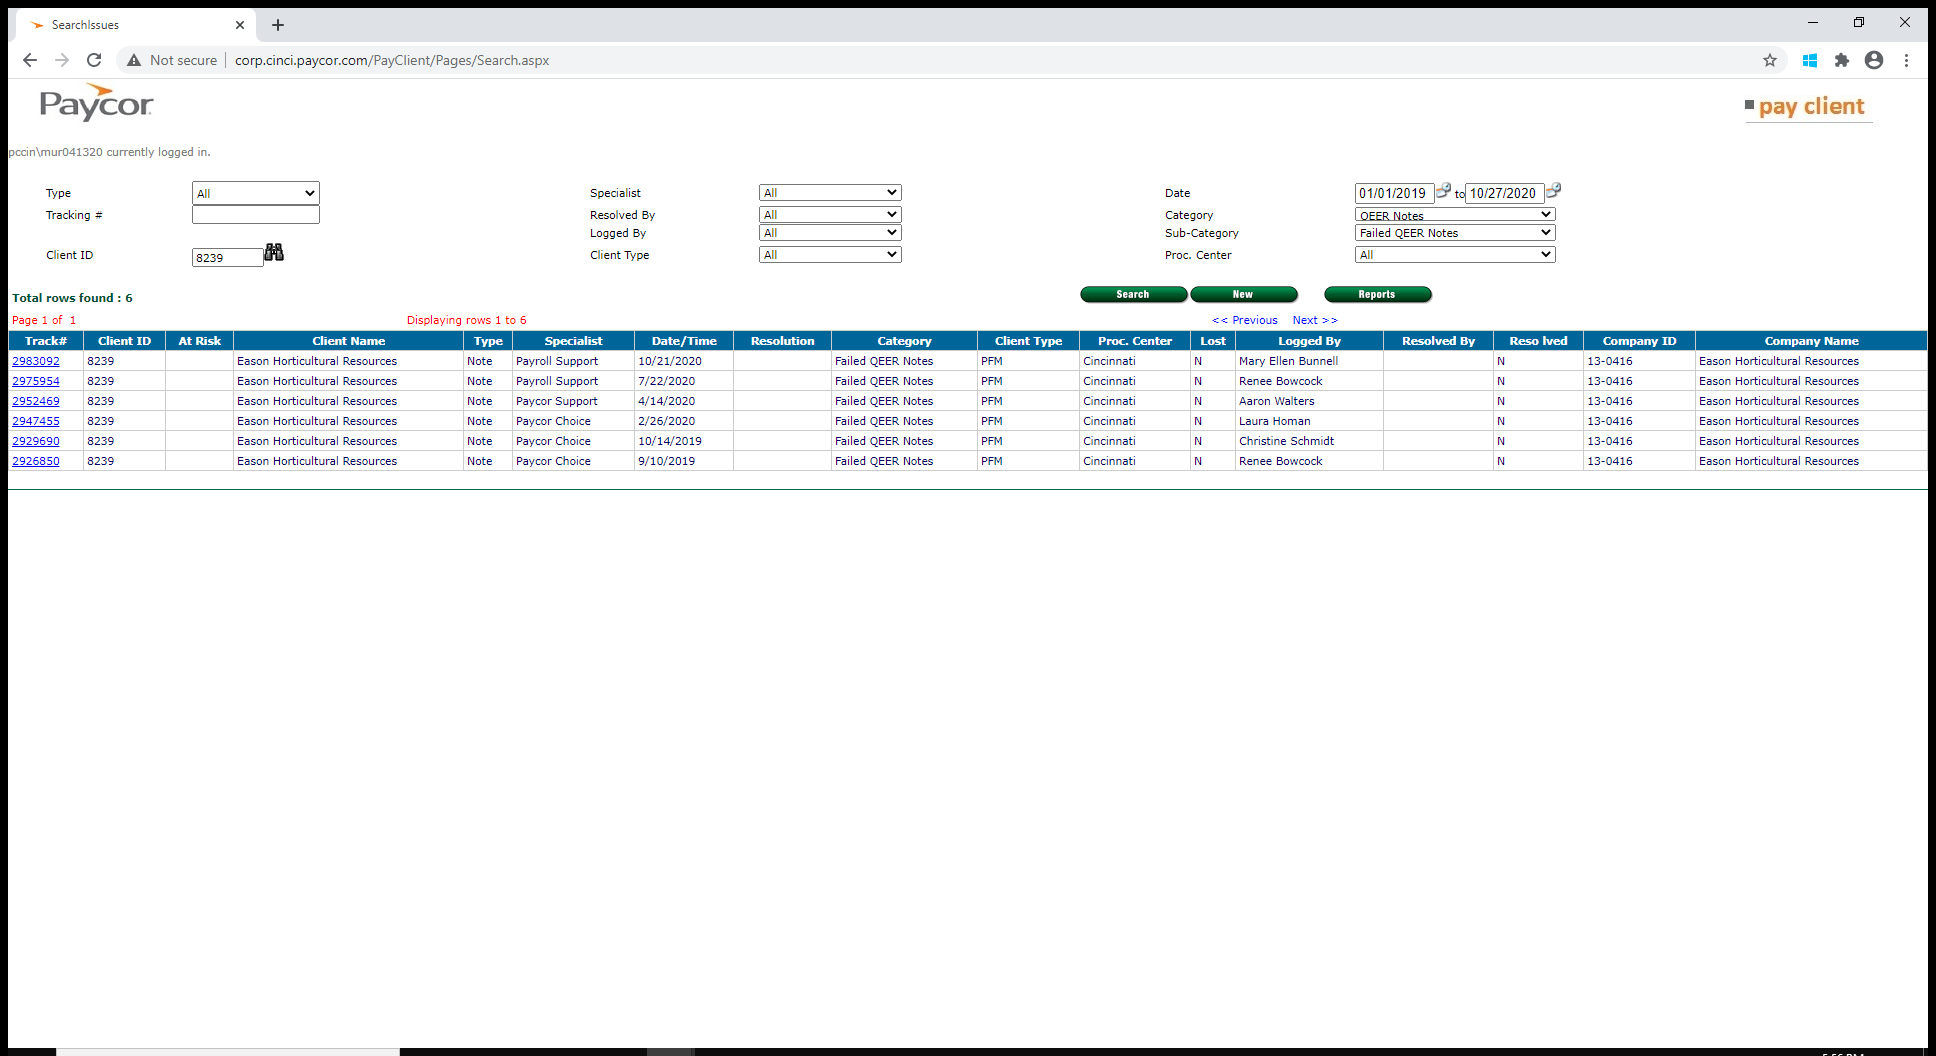 SearchIssues
Not secure corp.cinci.paycor.com/PayClient/Pages/Search.aspx
Paycor
pay client
pccin\mur041320 currently logged in.
Type All Specialist All Date 01/01/2019 to 10/27/2020
Tracking # Resolved By All Category QEER Notes
Logged By All Sub-Category Failed QEER Notes
Client ID 8239 Client Type All Proc. Center All
Total rows found : 6 Search New Reports
Page 1 of 1 Displaying rows 1 to 6 << Previous Next >>
Track# Client ID At Risk Client Name Type Specialist Date/Time Resolution Category Client Type Proc. Center Lost Logged By Resolved By Reso lved Company ID Company Name
2983092 8239 Eason Horticultural Resources Note Payroll Support 10/21/2020 Failed QEER Notes PFM Cincinnati N Mary Ellen Bunnell N 13-0416 Eason Horticultural Resources
2975954 8239 Eason Horticultural Resources Note Payroll Support 7/22/2020 Failed QEER Notes PFM Cincinnati N Renee Bowcock N 13-0416 Eason Horticultural Resources
2952469 8239 Eason Horticultural Resources Note Paycor Support 4/14/2020 Failed QEER Notes PFM Cincinnati N Aaron Walters N 13-0416 Eason Horticultural Resources
2947455 8239 Eason Horticultural Resources Note Paycor Choice 2/26/2020 Failed QEER Notes PFM Cincinnati N Laura Homan N 13-0416 Eason Horticultural Resources
2929690 8239 Eason Horticultural Resources Note Paycor Choice 10/14/2019 Failed QEER Notes PFM Cincinnati N Christine Schmidt N 13-0416 Eason Horticultural Resources
2926850 8239 Eason Horticultural Resources Note Paycor Choice 9/10/2019 Failed QEER Notes PFM Cincinnati N Renee Bowcock N 13-0416 Eason Horticultural Resources